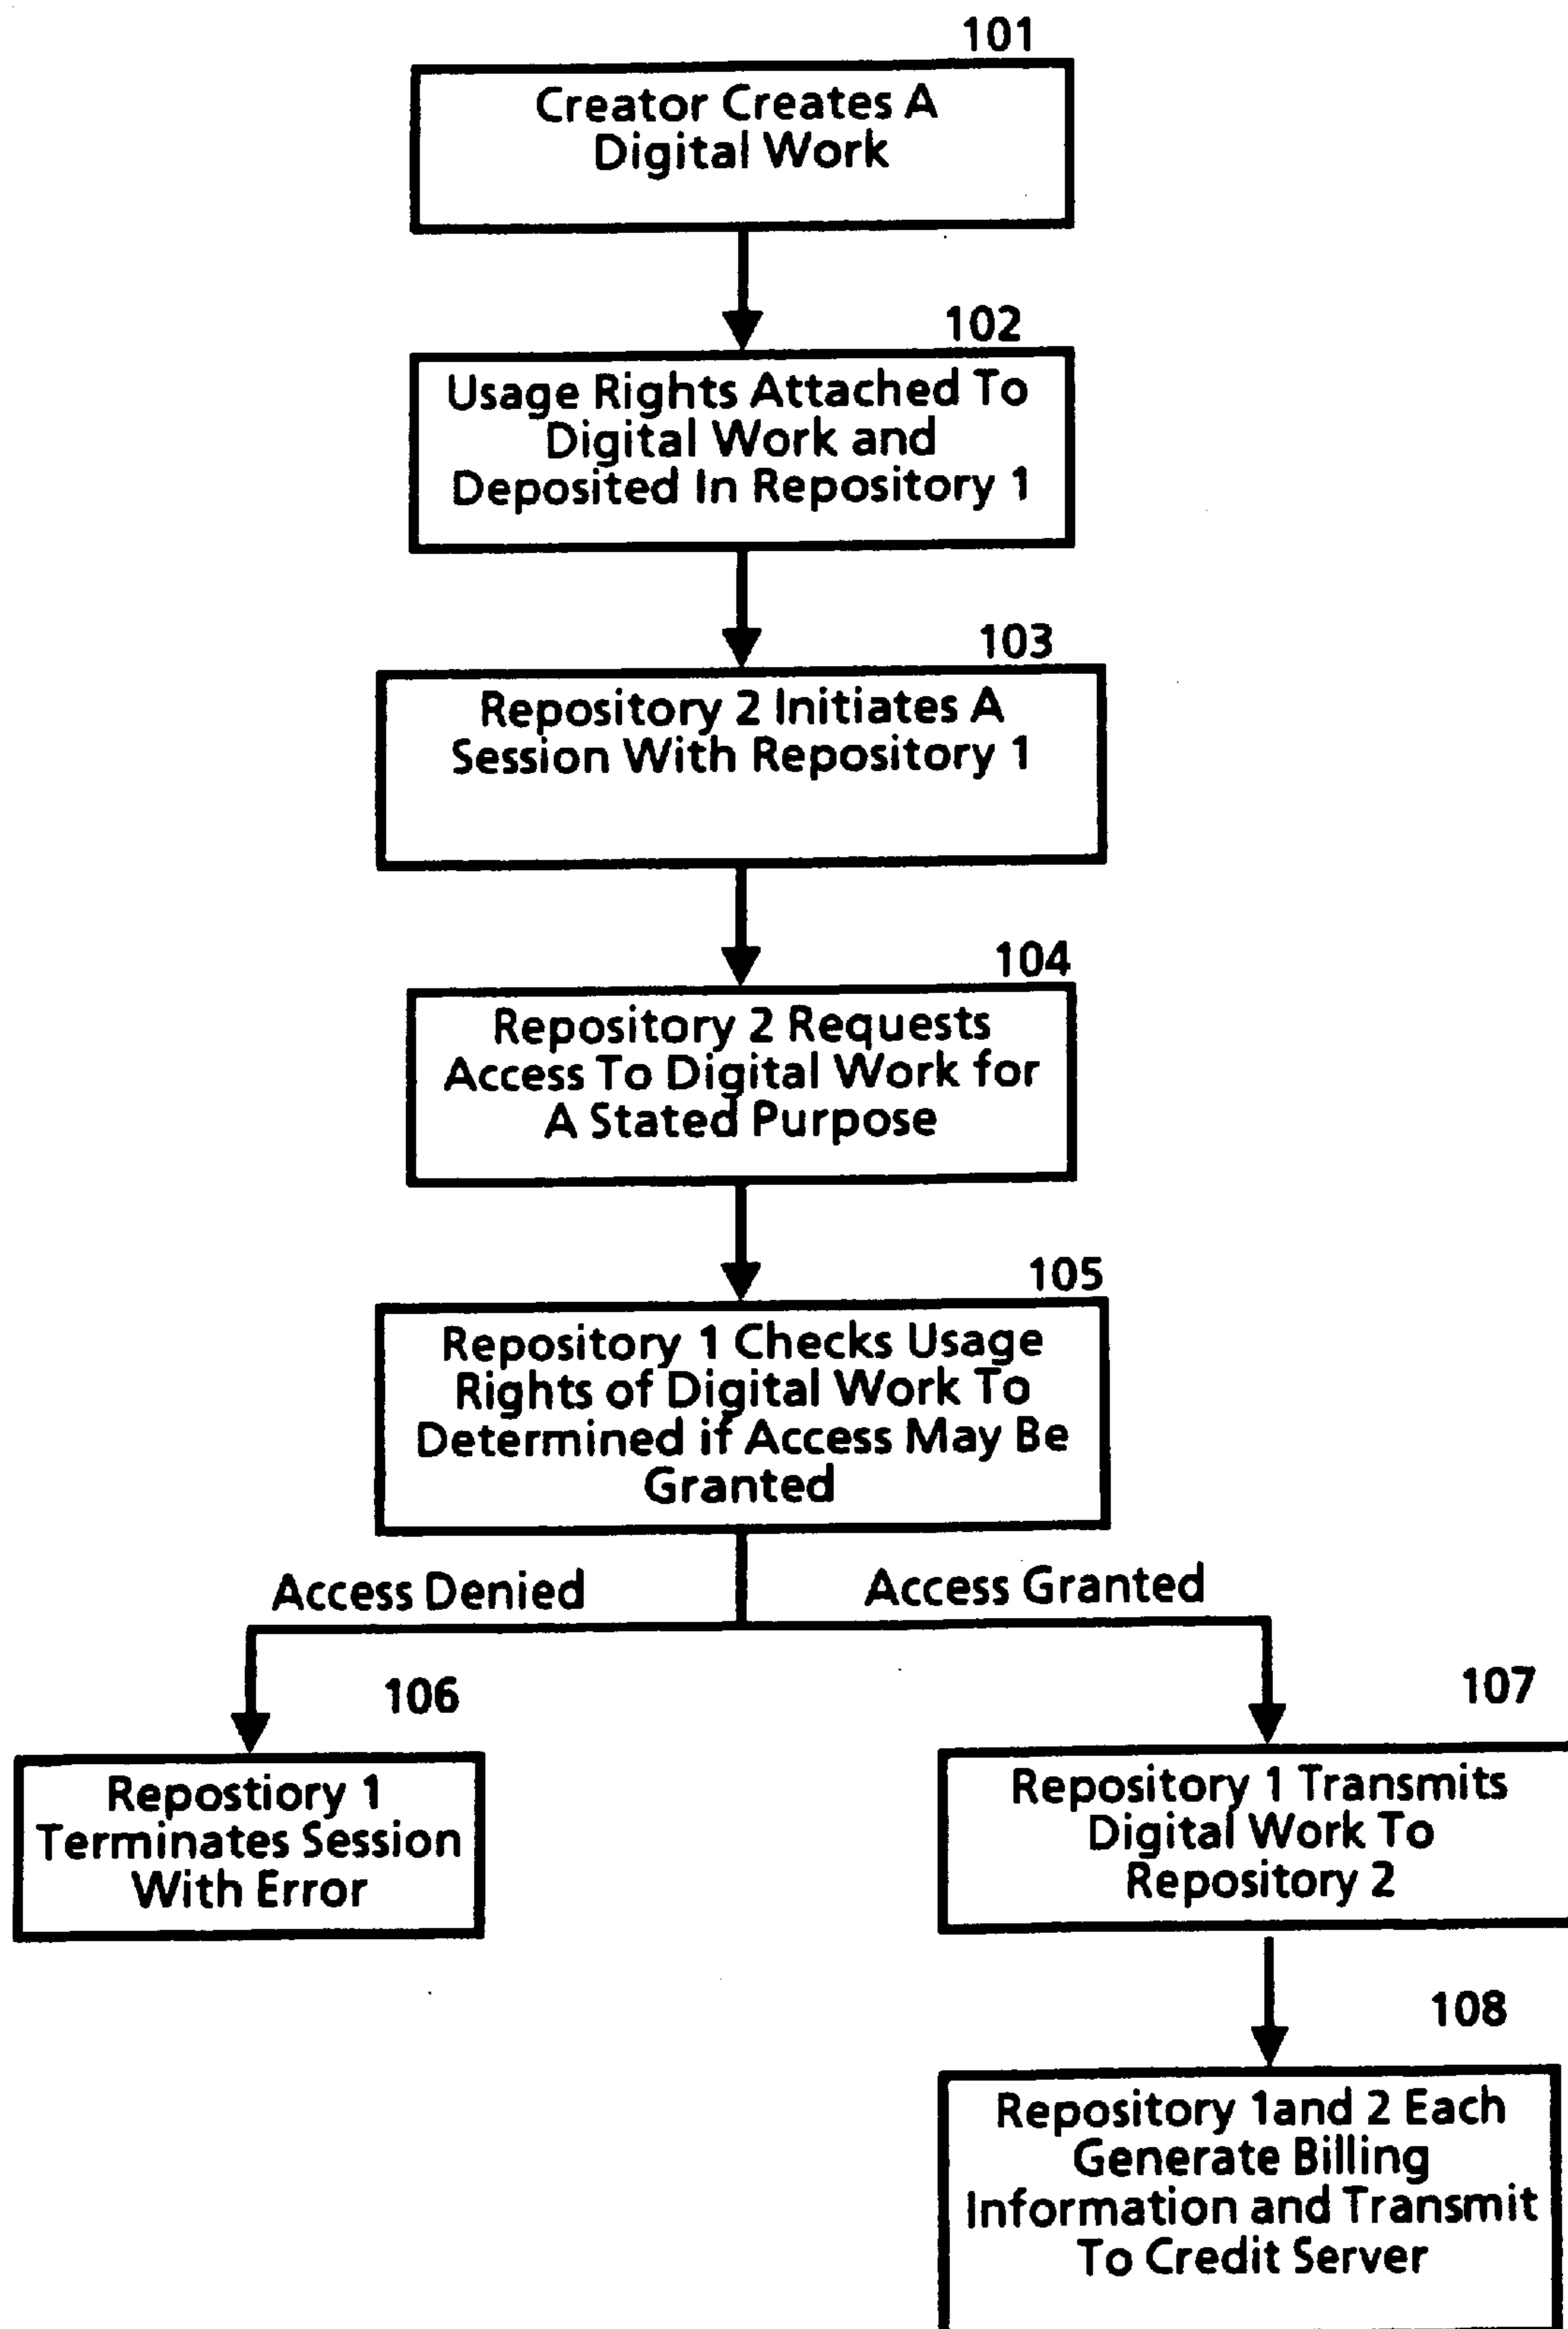 101
Creator Creates A
Digital Work
102
Usage Rights Attached To
Digital Work and
Deposited In Repository 1
103
Repository 2 Initiates A
Session With Repository 1
104
Repository 2 Requests
Access To Digital Work for
A Stated Purpose
105
Repository 1 Checks Usage
Rights of Digital Work To
Determined if Access May Be
Granted
Access Denied
Access Granted
106
Repostiory 1
Terminates Session
With Error
107
Repository 1 Transmits
Digital Work To
Repository 2
108
Repository 1and 2 Each
Generate Billing
Information and Transmit
To Credit Server